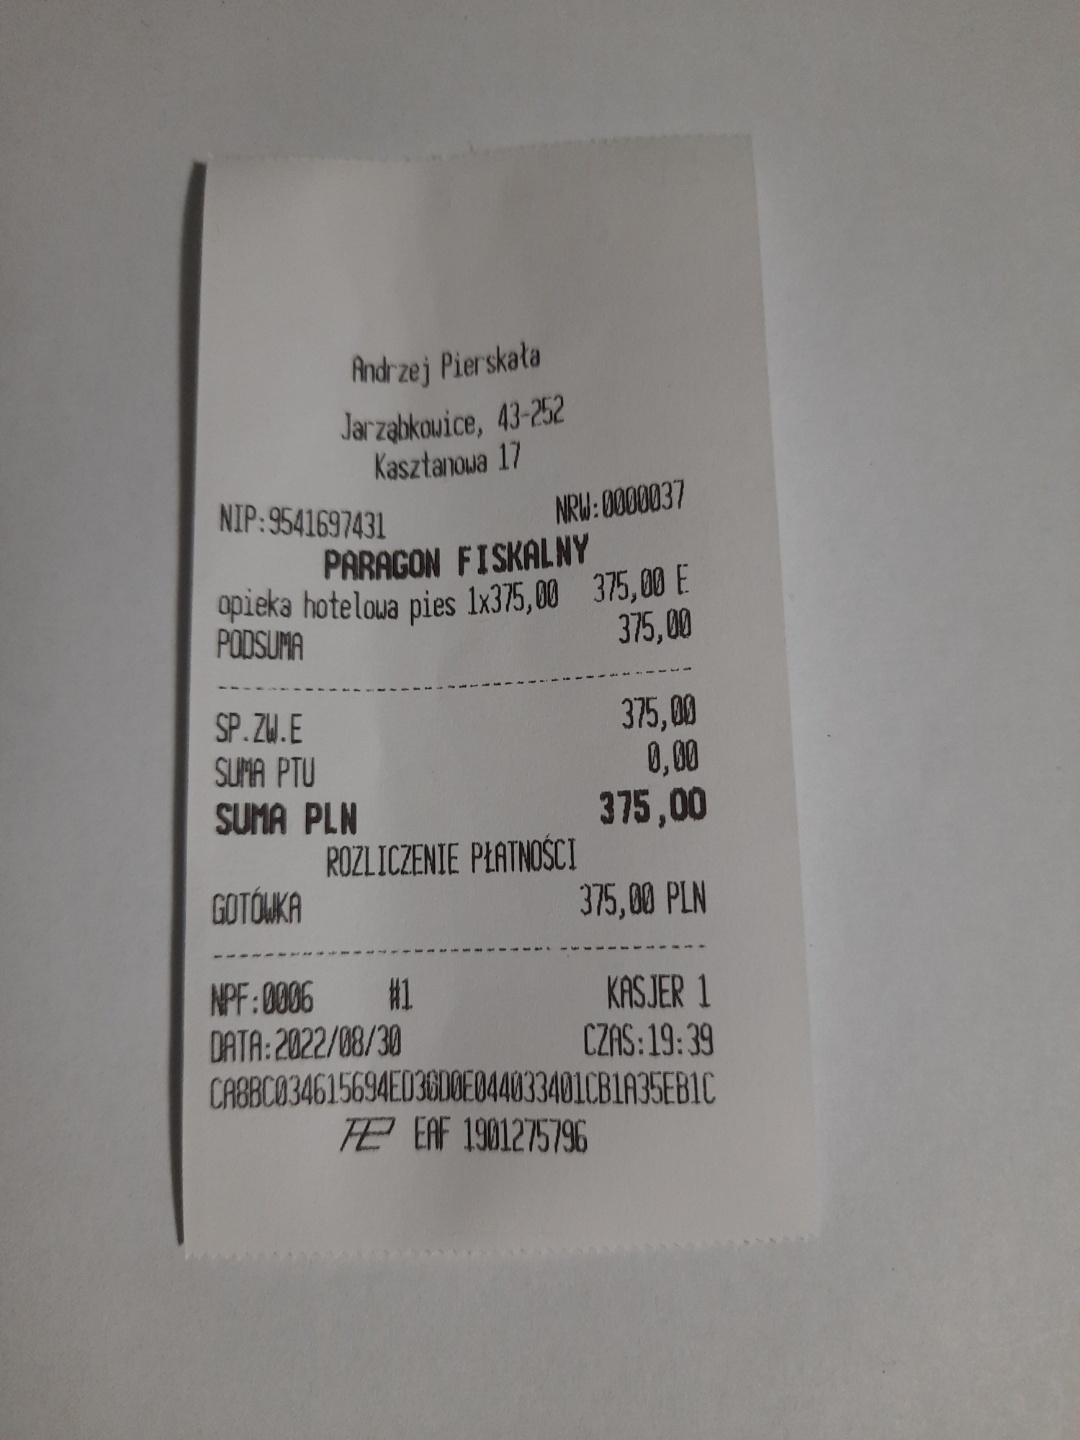 Andrzej Pierskała
Jarząbkowice, 43-252
Kasztanowa 17
NIP:9541697431 NRW:0000037
PARAGON FISKALNY
opieka hotelowa pies 1x375,00 375,00 E
PODSUMA 375,00
SP.ZW.E 375,00
SUMA PTU 0,00
SUMA PLN 375,00
ROZLICZENIE PŁATNOŚCI
GOTÓWKA 375,00 PLN
NPF:0006 #1 KASJER 1
DATA:2022/08/30 CZAS:19:39
CA8BC034615694ED36D0E044033401CB1A35EB1C
EAF 1901275796